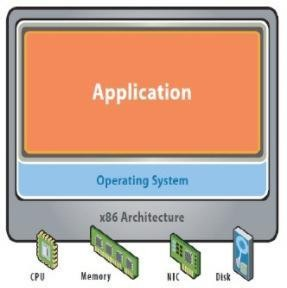 Application
Operating System
x86 Architecture
CPU Memory NIC Disk